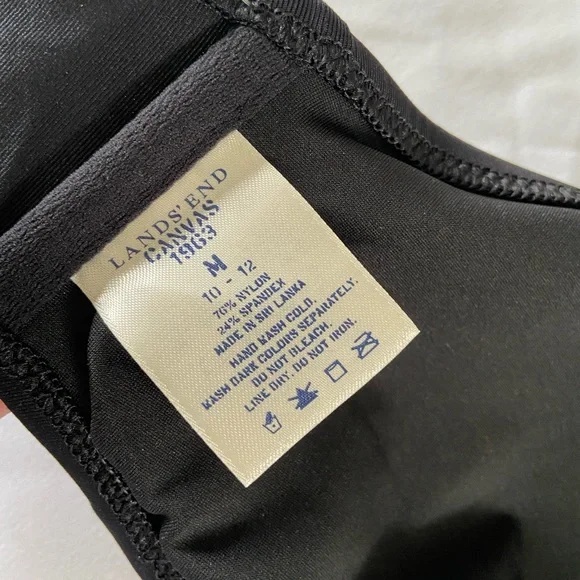 LANDS' END
CANVAS
1963
M
10 - 12
76% NYLON
24% SPANDEX
MADE IN SRI LANKA
HAND WASH COLD.
WASH DARK COLORS SEPARATELY.
DO NOT BLEACH.
LINE DRY. DO NOT IRON.